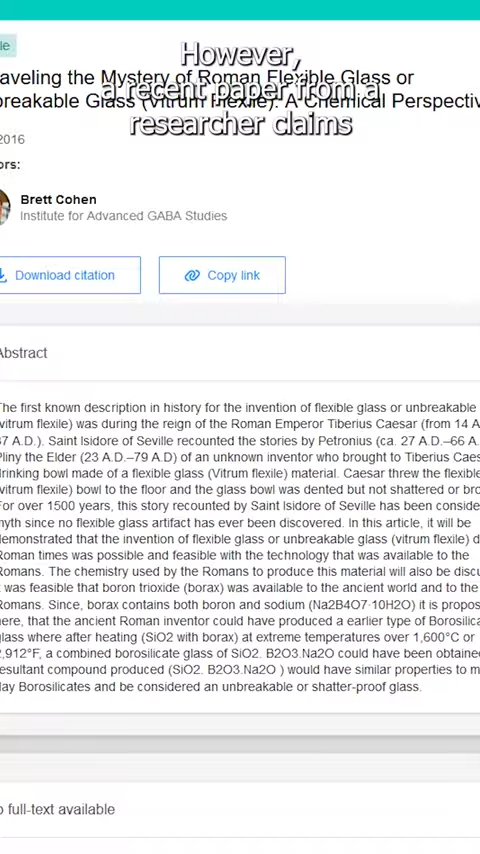 However,
a recent paper from a
researcher claims
le
aveling the Mystery of Roman Flexible Glass or
breakable Glass (Vitrum Flexile): A Chemical Perspectiv
2016
ors:
Brett Cohen
Institute for Advanced GABA Studies
Download citation
Copy link
Abstract
The first known description in history for the invention of flexible glass or unbreakable
vitrum flexile) was during the reign of the Roman Emperor Tiberius Caesar (from 14 A
37 A.D.). Saint Isidore of Seville recounted the stories by Petronius (ca. 27 A.D.–66 A.
Pliny the Elder (23 A.D.–79 A.D) of an unknown inventor who brought to Tiberius Caes
drinking bowl made of a flexible glass (Vitrum flexile) material. Caesar threw the flexible
vitrum flexile) bowl to the floor and the glass bowl was dented but not shattered or bro
For over 1500 years, this story recounted by Saint Isidore of Seville has been conside
myth since no flexible glass artifact has ever been discovered. In this article, it will be
demonstrated that the invention of flexible glass or unbreakable glass (vitrum flexile) d
Roman times was possible and feasible with the technology that was available to the
Romans. The chemistry used by the Romans to produce this material will also be discu
t was feasible that boron trioxide (borax) was available to the ancient world and to the
Romans. Since, borax contains both boron and sodium (Na2B4O7·10H2O) it is propos
here, that the ancient Roman inventor could have produced a earlier type of Borosilica
glass where after heating (SiO2 with borax) at extreme temperatures over 1,600°C or
2,912°F, a combined borosilicate glass of SiO2. B2O3.Na2O could have been obtained
resultant compound produced (SiO2. B2O3.Na2O ) would have similar properties to m
day Borosilicates and be considered an unbreakable or shatter-proof glass.
o full-text available